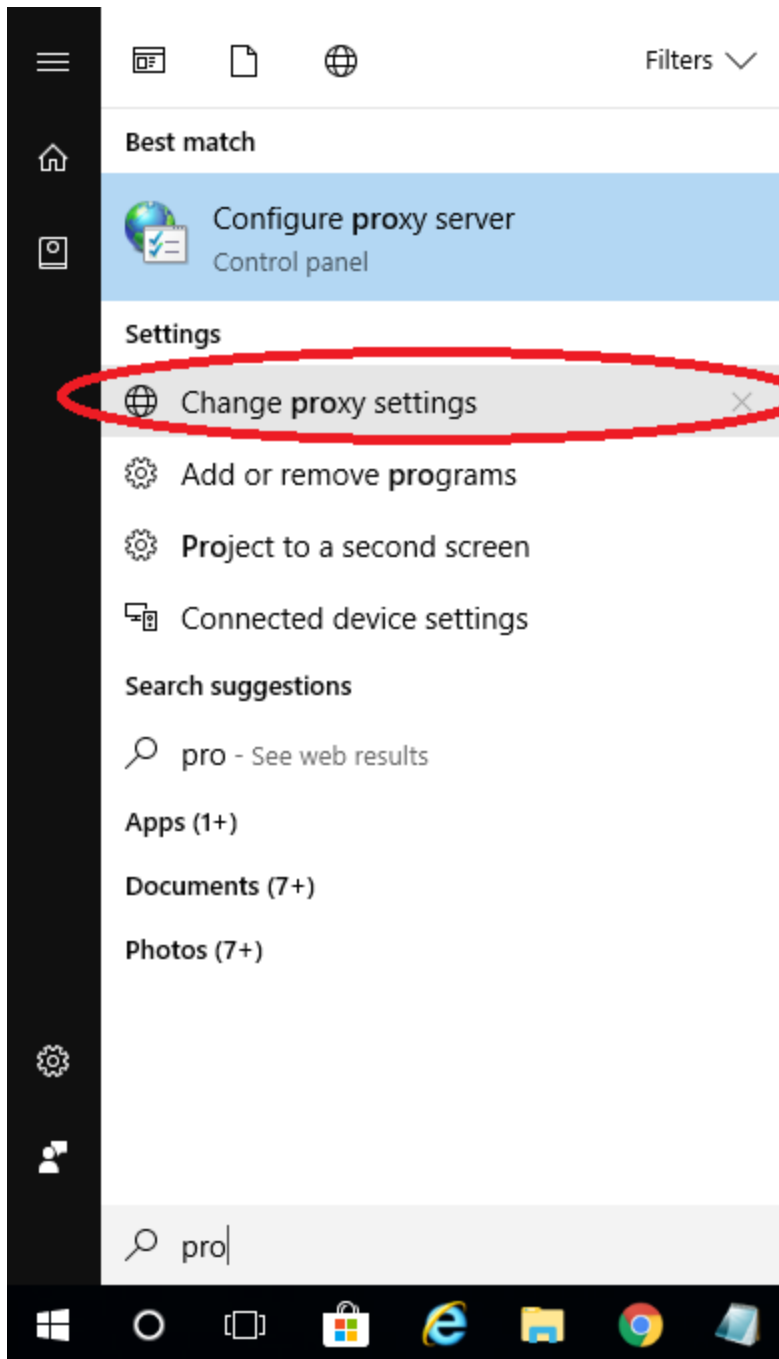 Filters
Best match
Configure proxy server
Control panel
Settings
Change proxy settings
Add or remove programs
Project to a second screen
Connected device settings
Search suggestions
pro - See web results
Apps (1+)
Documents (7+)
Photos (7+)
pro